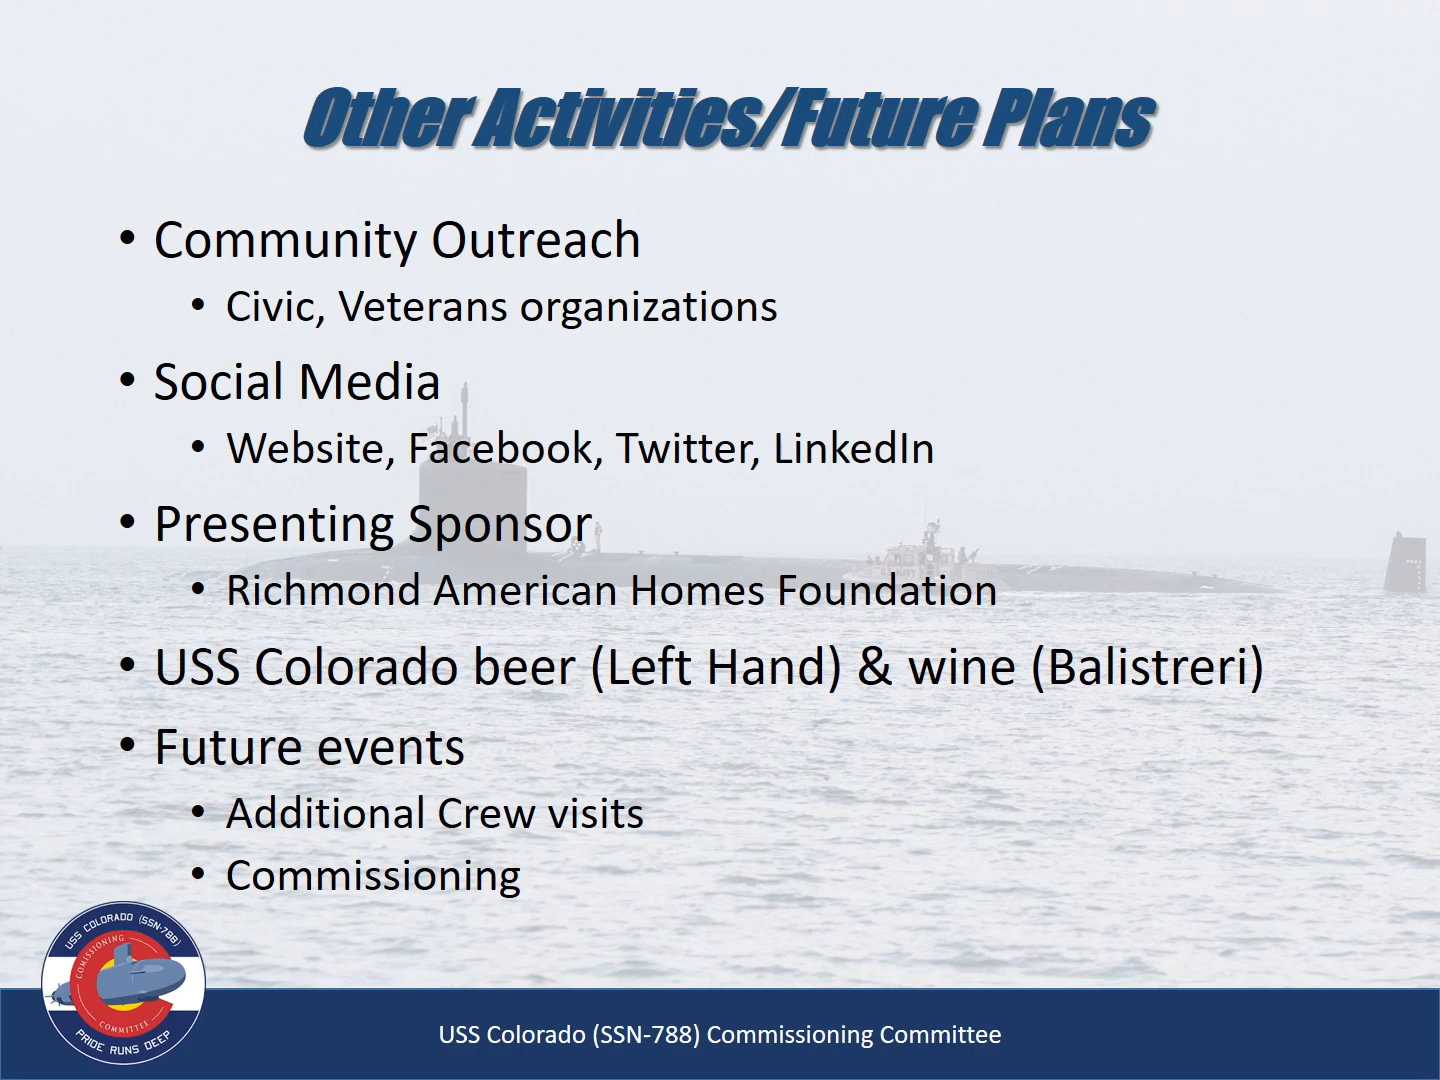 Other Activities/Future Plans
• Community Outreach
• Civic, Veterans organizations
• Social Media
• Website, Facebook, Twitter, LinkedIn
• Presenting Sponsor
• Richmond American Homes Foundation
• USS Colorado beer (Left Hand) & wine (Balistreri)
• Future events
• Additional Crew visits
• Commissioning
USS COLORADO (SSN-788)
COMISSIONING
COMMITTEE
PRIDE RUNS DEEP
USS Colorado (SSN-788) Commissioning Committee